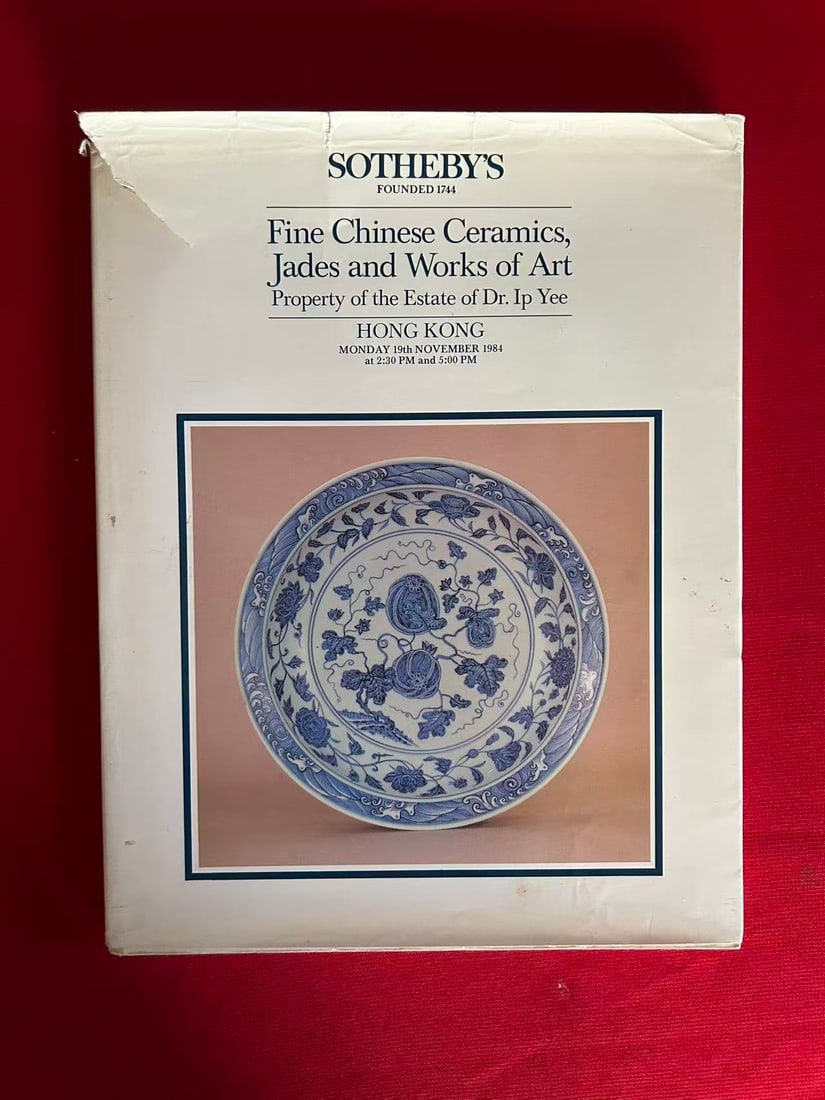 SOTHEBY'S
FOUNDED 1744
Fine Chinese Ceramics,
Jades and Works of Art
Property of the Estate of Dr. Ip Yee
HONG KONG
MONDAY 19th NOVEMBER 1984
at 2:30 PM and 5:00 PM